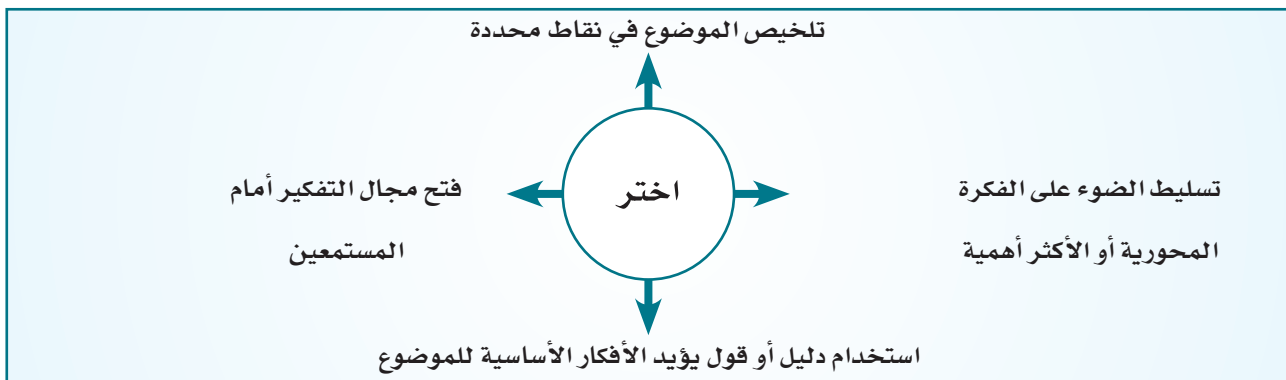 تلخيص الموضوع في نقاط محددة
تسليط الضوء على الفكرة
المحورية أو الأكثر أهمية
اختر
فتح مجال التفكير أمام
المستمعين
استخدام دليل أو قول يؤيد الأفكار الأساسية للموضوع